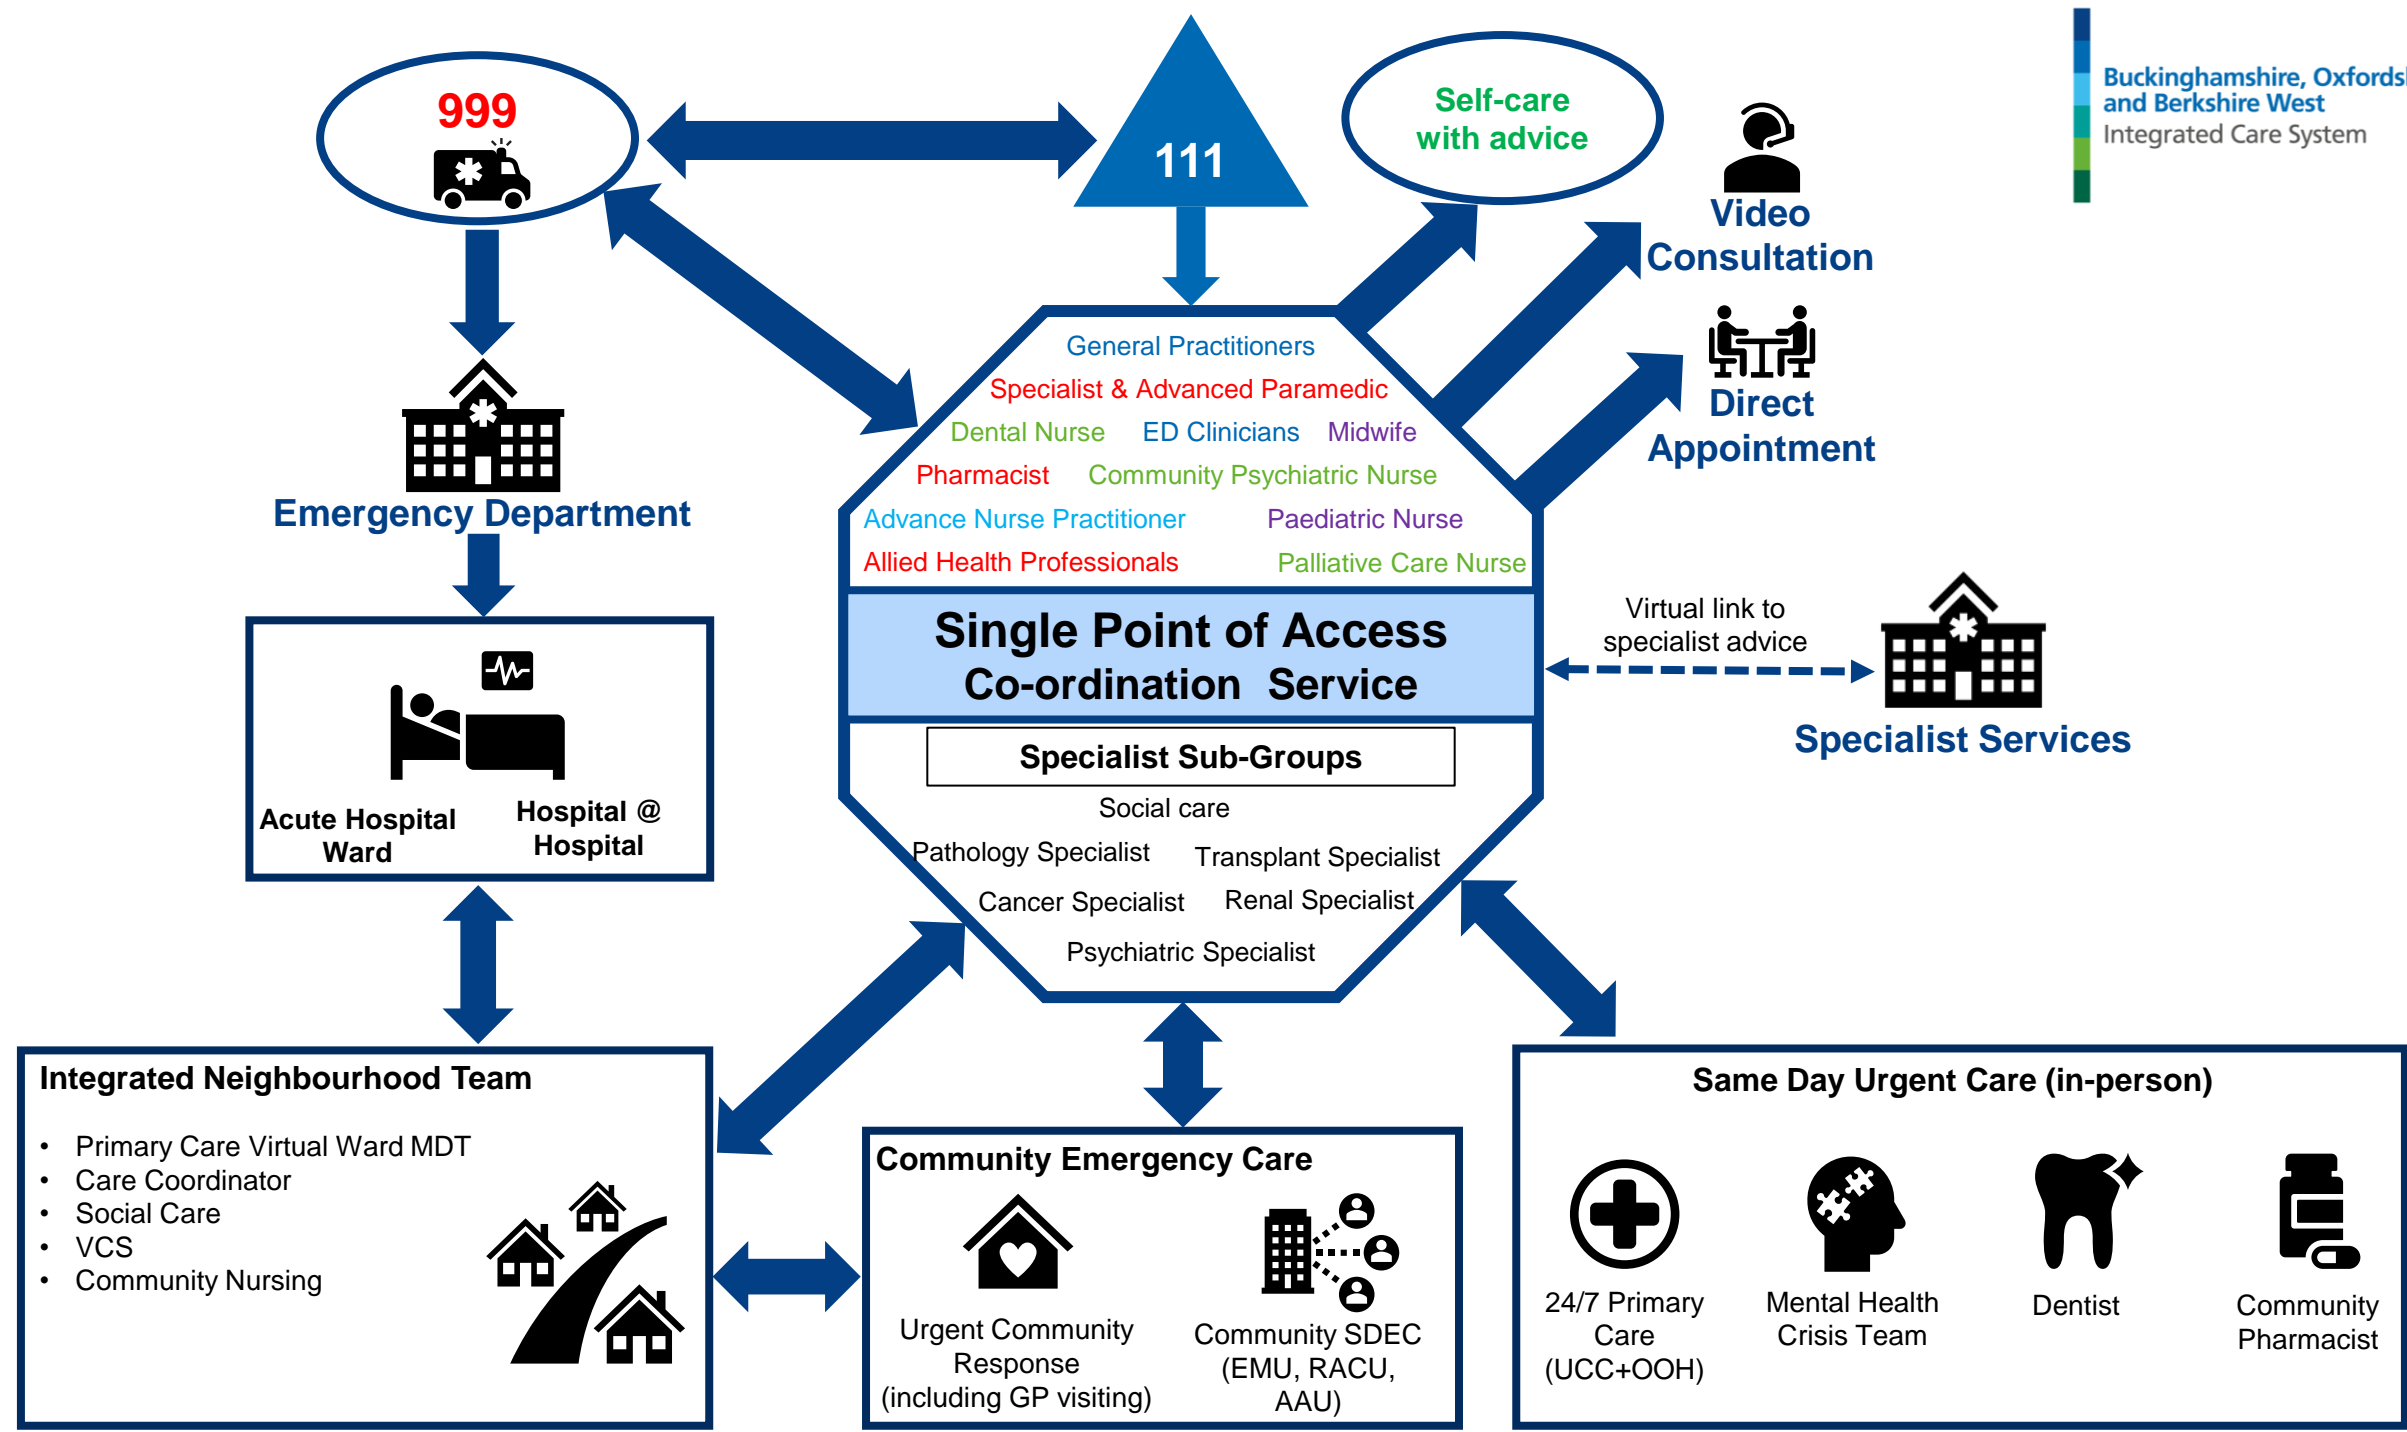 999
111
Self-care
with advice
Video
Consultation
Direct
Appointment
and Berkshire West
Integrated Care System
Buckinghamshire,
Emergency Department
General Practitioners
Specialist & Advanced Paramedic
Dental Nurse ED Clinicians Midwife
Pharmacist Community Psychiatric Nurse
Advance Nurse Practitioner Paediatric Nurse
Allied Health Professionals Palliative Care Nurse
Single Point of Access
Co-ordination Service
Virtual link to
specialist advice
Specialist Services
Specialist Sub-Groups
Social care
Pathology Specialist Transplant Specialist
Cancer Specialist Renal Specialist
Psychiatric Specialist
Acute Hospital
Ward
Hospital @
Hospital
Integrated Neighbourhood Team
• Primary Care Virtual Ward MDT
• Care Coordinator
• Social Care
• VCS
• Community Nursing
Community Emergency Care
Urgent Community
Response
(including GP visiting)
Community SDEC
(EMU, RACU,
AAU)
Same Day Urgent Care (in-person)
24/7 Primary
Care
(UCC+OOH)
Mental Health
Crisis Team
Dentist
Community
Pharmacist